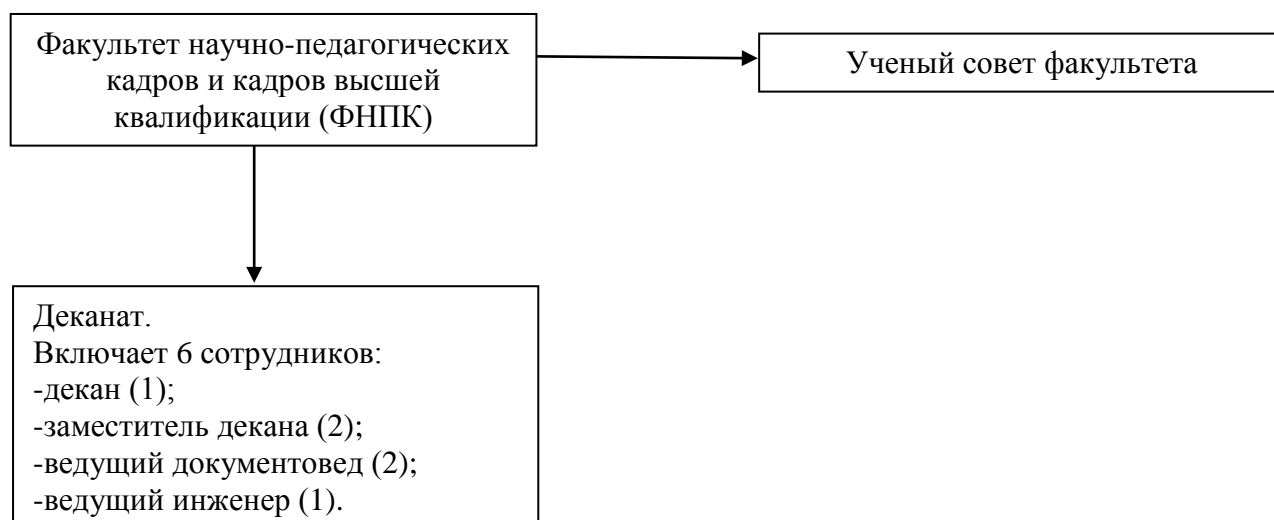 Факультет научно-педагогических
кадров и кадров высшей
квалификации (ФНПК)
Ученый совет факультета
Деканат.
Включает 6 сотрудников:
-декан (1);
-заместитель декана (2);
-ведущий документовед (2);
-ведущий инженер (1).